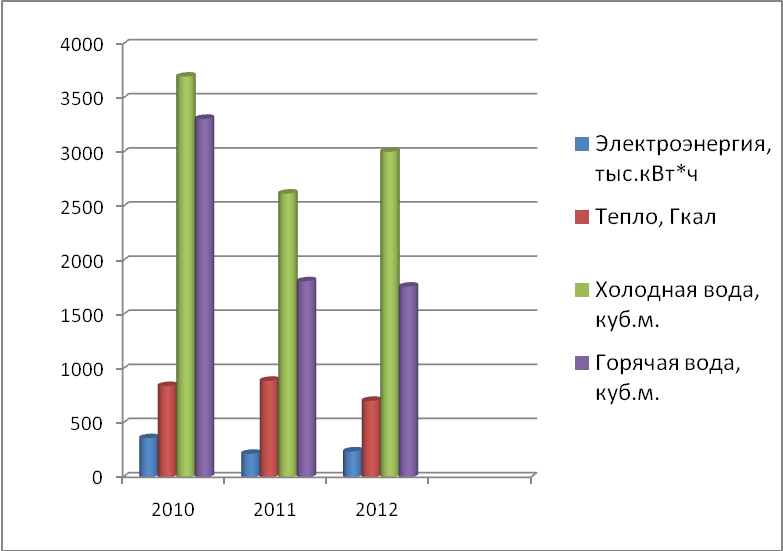 4000
3500
3000
2500
2000
1500
1000
500
0
2010
2011
2012
Электроэнергия,
тыс.кВт*ч
Тепло, Гкал
Холодная вода,
куб.м.
Горячая вода,
куб.м.